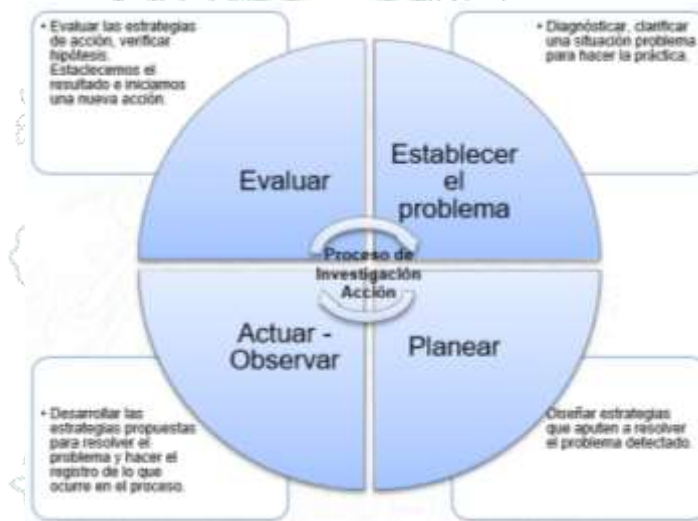 • Evaluar las estrategias
de acción, verificar
hipótesis.
Estaclecemos el
resultado e iniciamos
una nueva acción.
• Diagnósticar, clarificar
una situación problema
para hacer la práctica.
Evaluar
Establecer
el
problema
Proceso de
Investigación
Acción
Actuar -
Observar
Planear
• Desarrollar las
estrategias propuestas
para resolver el
problema y hacer el
registro de lo que
ocurre en el proceso.
Diseñar estrategias
que aputen a resolver
el problema detectado.